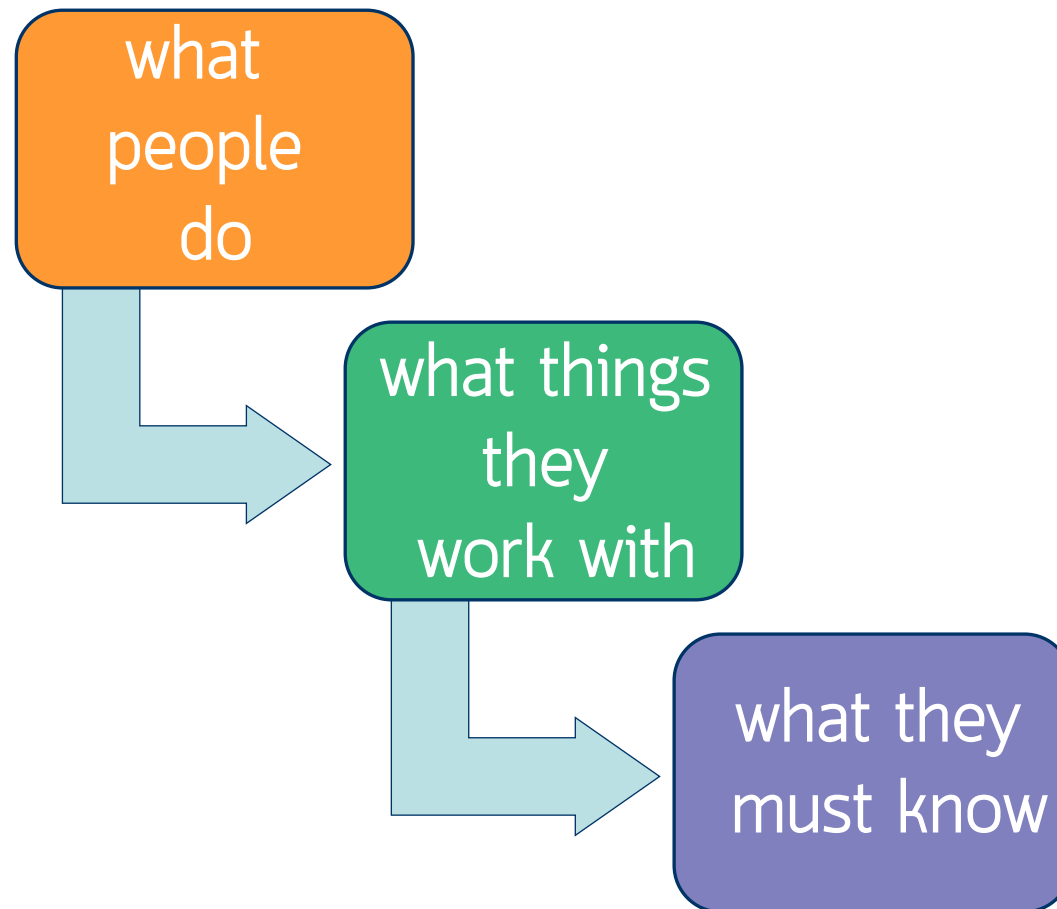 what
people
do
what things
they
work with
what they
must know